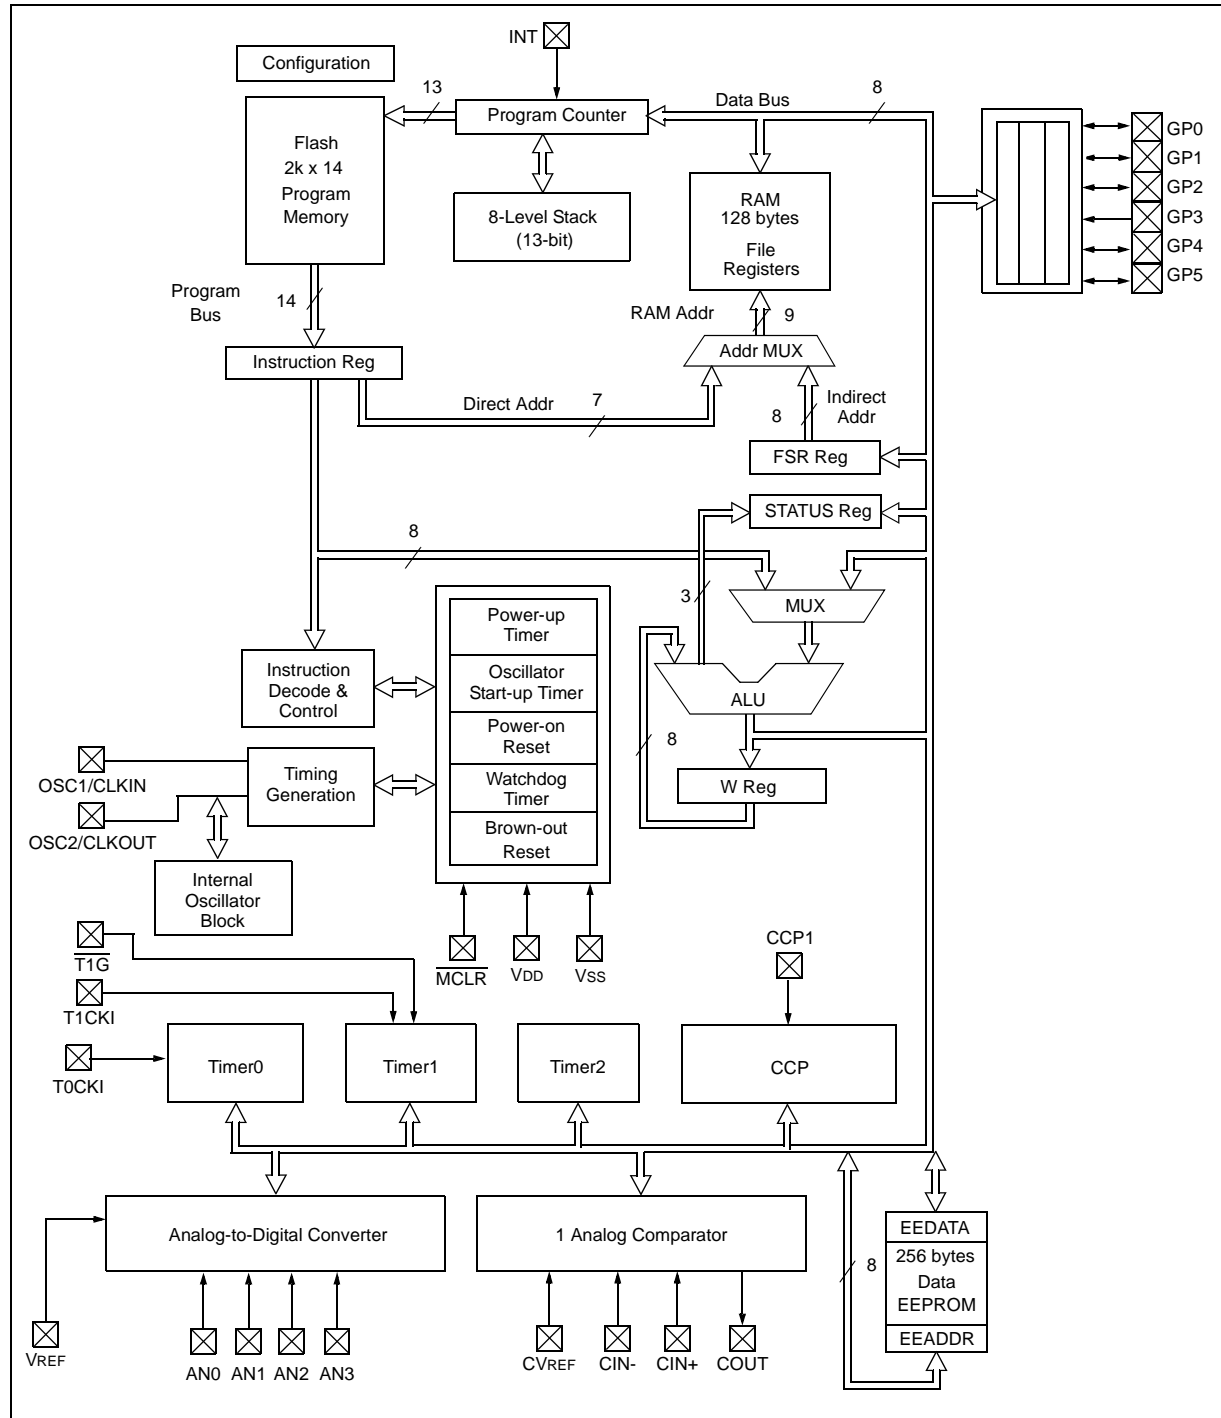 INT
Configuration
13
Data Bus
8
Program Counter
Flash
2k x 14
Program
Memory
8-Level Stack
(13-bit)
RAM
128 bytes
File
Registers
GP0
GP1
GP2
GP3
GP4
GP5
Program
Bus
14
RAM Addr
9
Addr MUX
Instruction Reg
Direct Addr
7
8
Indirect
Addr
FSR Reg
STATUS Reg
8
3
MUX
Power-up
Timer
Oscillator
Start-up Timer
Power-on
Reset
Watchdog
Timer
Brown-out
Reset
Instruction
Decode &
Control
ALU
8
W Reg
OSC1/CLKIN
Timing
Generation
OSC2/CLKOUT
Internal
Oscillator
Block
T1G
MCLR
VDD
VSS
CCP1
T1CKI
T0CKI
Timer0
Timer1
Timer2
CCP
Analog-to-Digital Converter
1 Analog Comparator
EEDATA
256 bytes
Data
EEPROM
EEADDR
8
VREF
AN0
AN1
AN2
AN3
CVREF
CIN-
CIN+
COUT